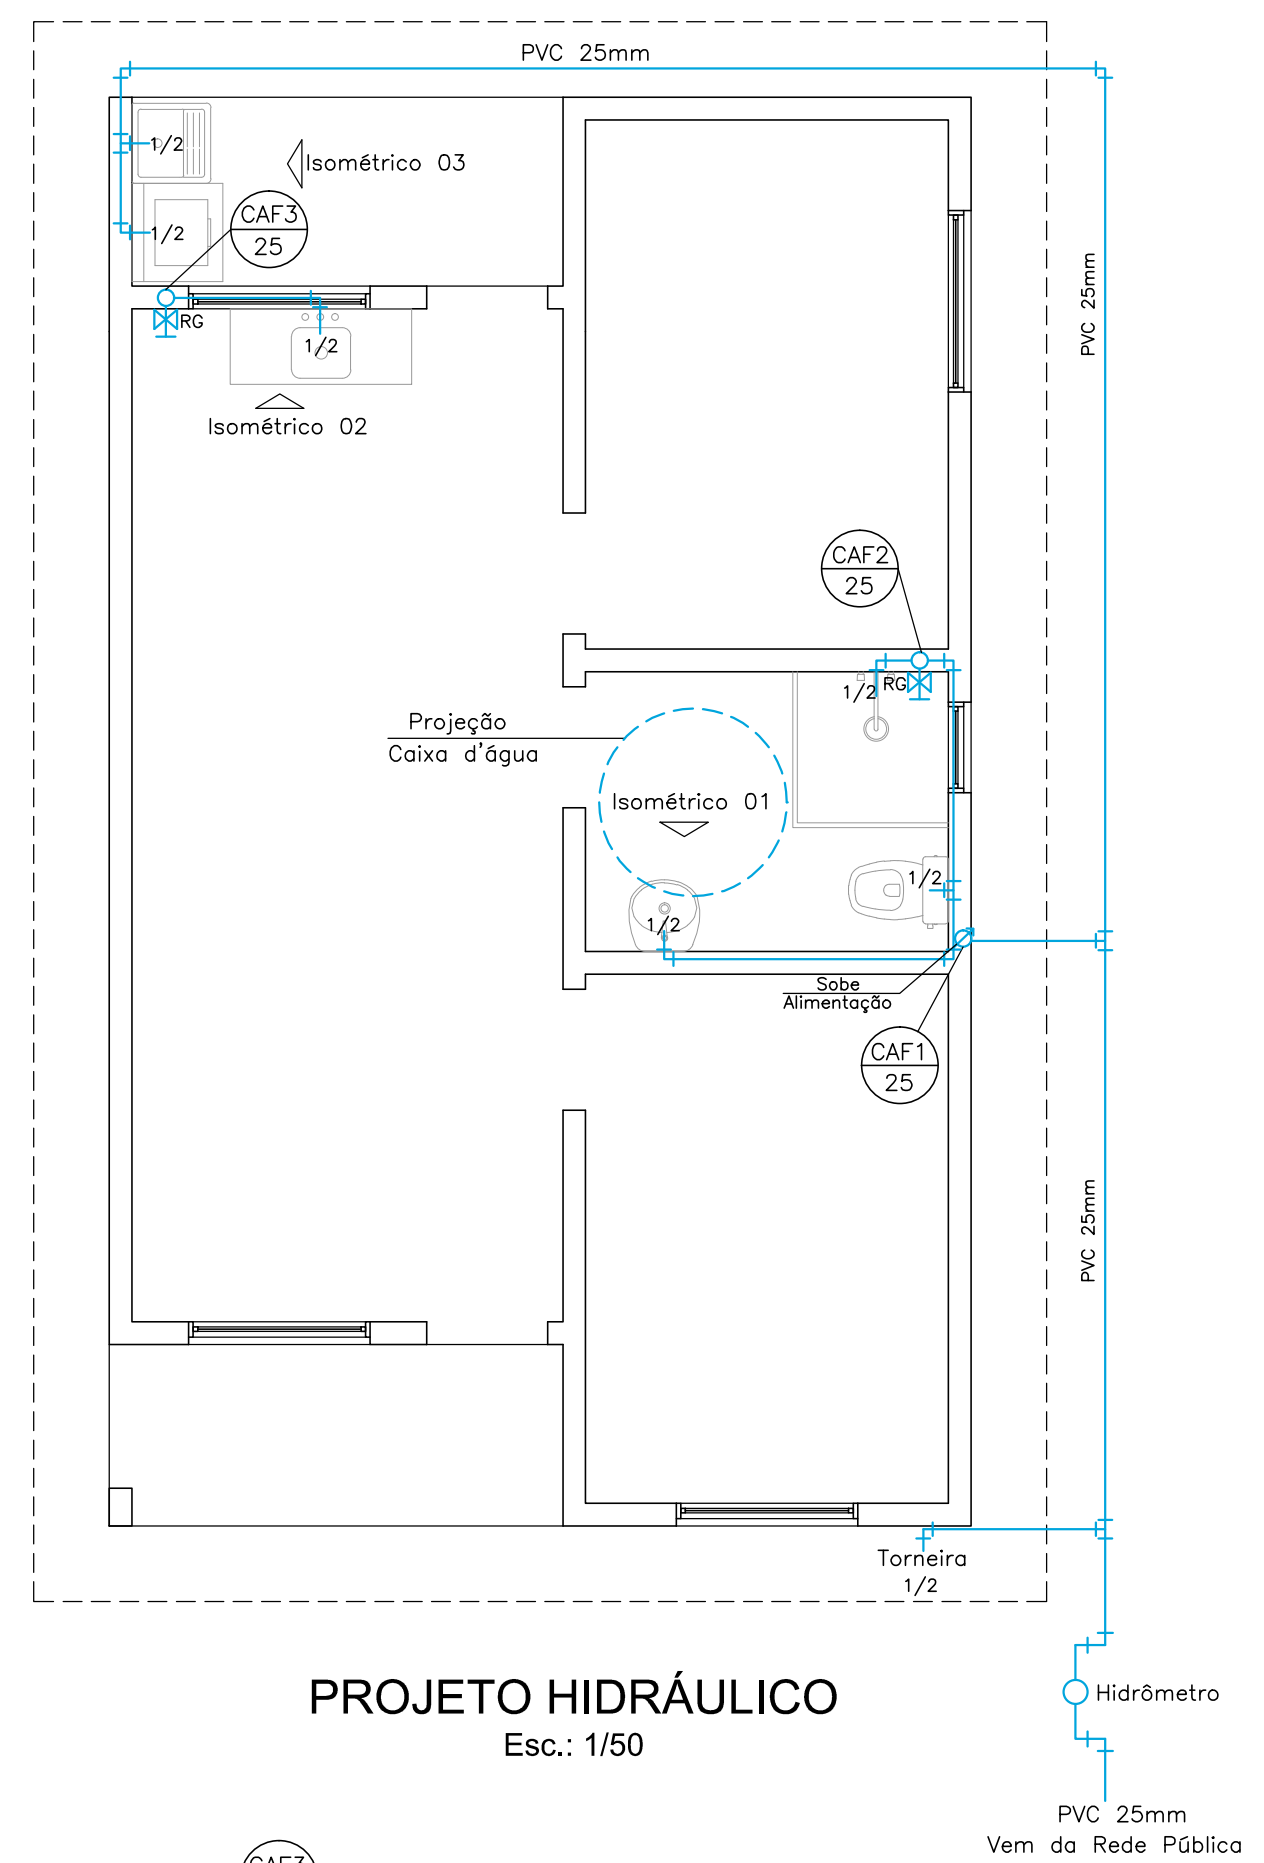 PVC 25mm
1/2
Isométrico 03
CAF3
25
1/2
RG
1/2
Isométrico 02
PVC 25mm
CAF2
25
1/2
RG
Projeção
Caixa d'água
Isométrico 01
1/2
1/2
Sobe
Alimentação
CAF1
25
PVC 25mm
Torneira
1/2
PROJETO HIDRÁULICO
Esc.: 1/50
Hidrômetro
PVC 25mm
Vem da Rede Pública
CAF3